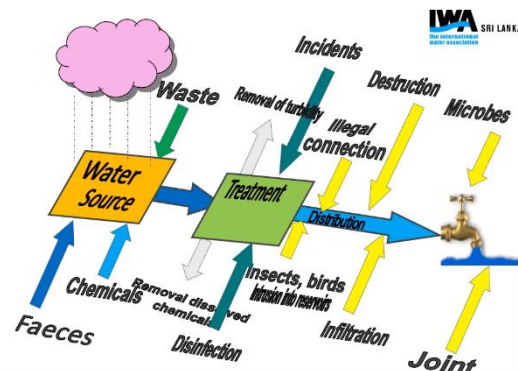 IWA SRI LANKA
the international
water association
Incidents
Destruction
Microbes
Waste
Removal of turbidity
Illegal
connection
Water
Source
Treatment
Distribution
Insects, birds
Intrusion into reservoirs
Chemicals
Removal dissolved
chemicals
Infiltration
Faeces
Disinfection
Joint